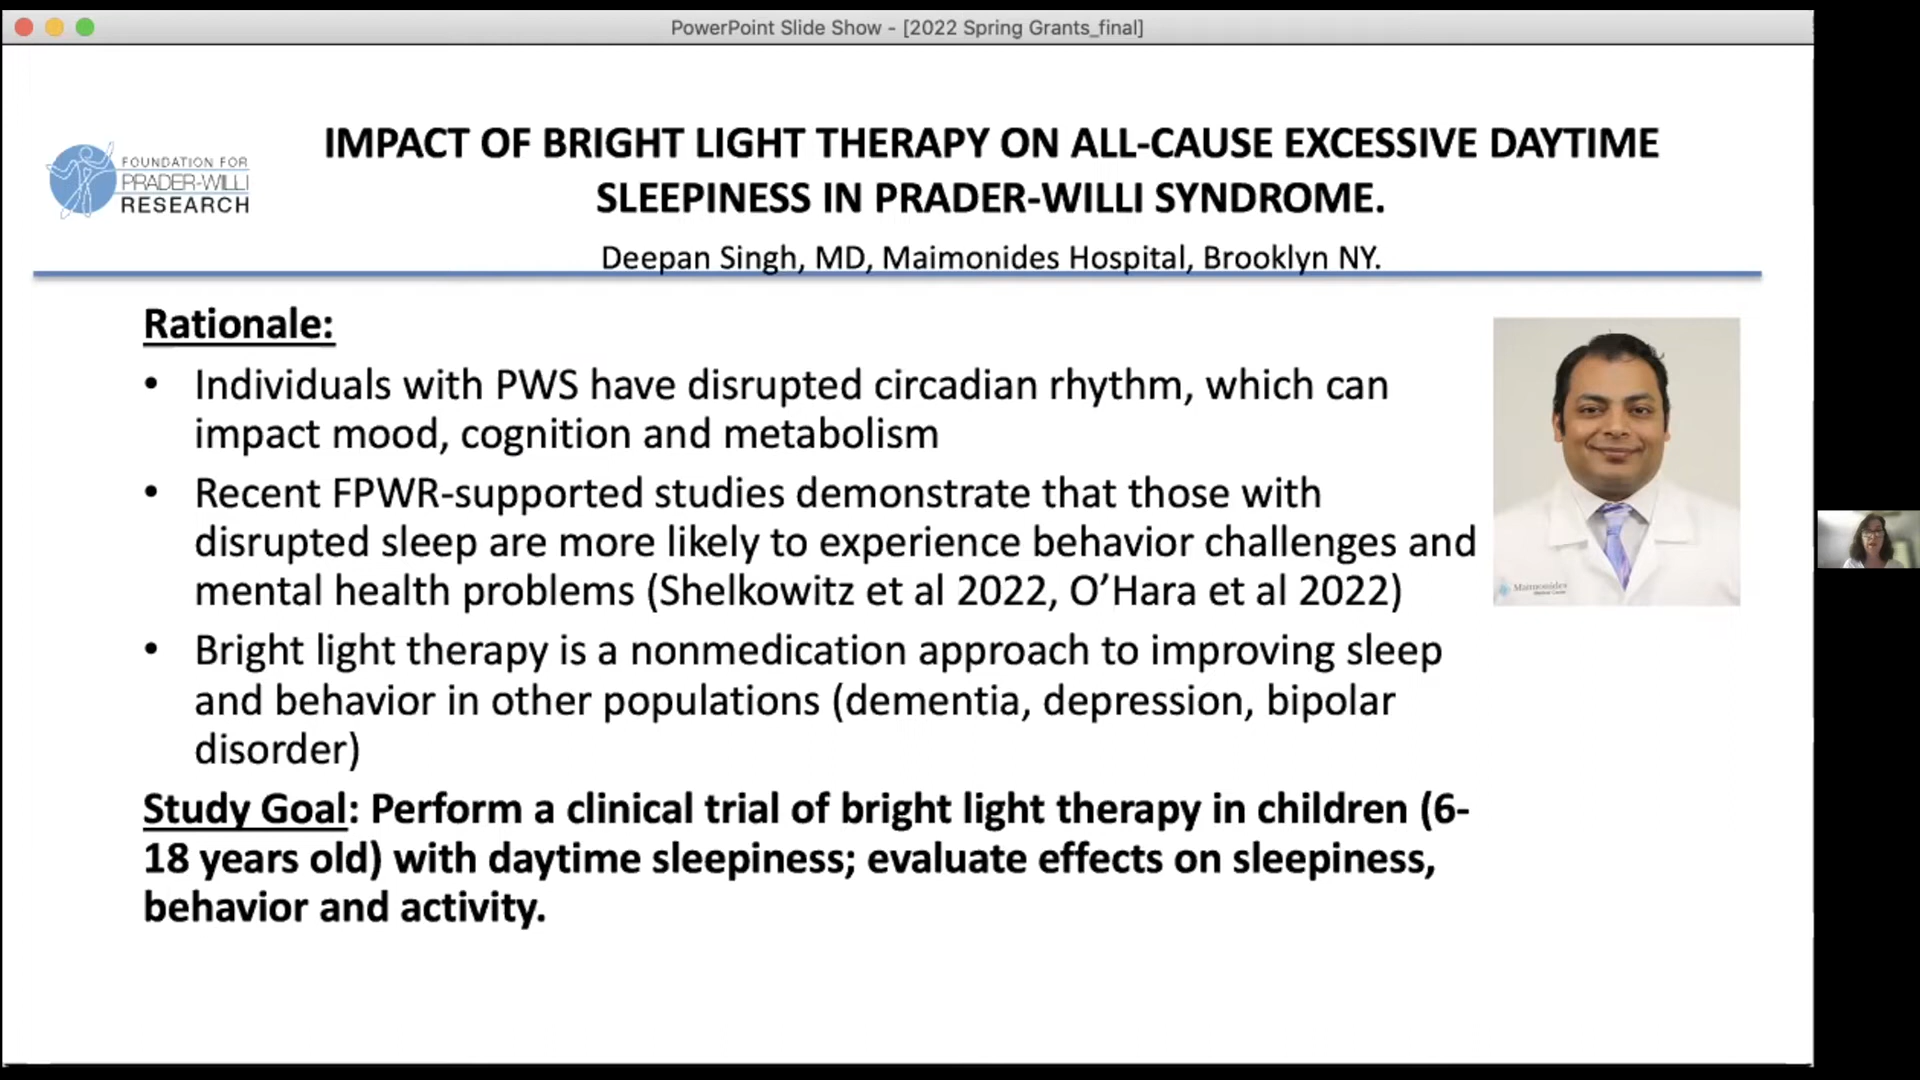 PowerPoint Slide Show - [2022 Spring Grants_final]
FOUNDATION FOR
PRADER-WILLI
RESEARCH
IMPACT OF BRIGHT LIGHT THERAPY ON ALL-CAUSE EXCESSIVE DAYTIME
SLEEPINESS IN PRADER-WILLI SYNDROME.
Deepan Singh, MD, Maimonides Hospital, Brooklyn NY.
Rationale:
• Individuals with PWS have disrupted circadian rhythm, which can
impact mood, cognition and metabolism
• Recent FPWR-supported studies demonstrate that those with
disrupted sleep are more likely to experience behavior challenges and
mental health problems (Shelkowitz et al 2022, O’Hara et al 2022)
• Bright light therapy is a nonmedication approach to improving sleep
and behavior in other populations (dementia, depression, bipolar
disorder)
Study Goal: Perform a clinical trial of bright light therapy in children (6-
18 years old) with daytime sleepiness; evaluate effects on sleepiness,
behavior and activity.
Maimonides
Medical Center